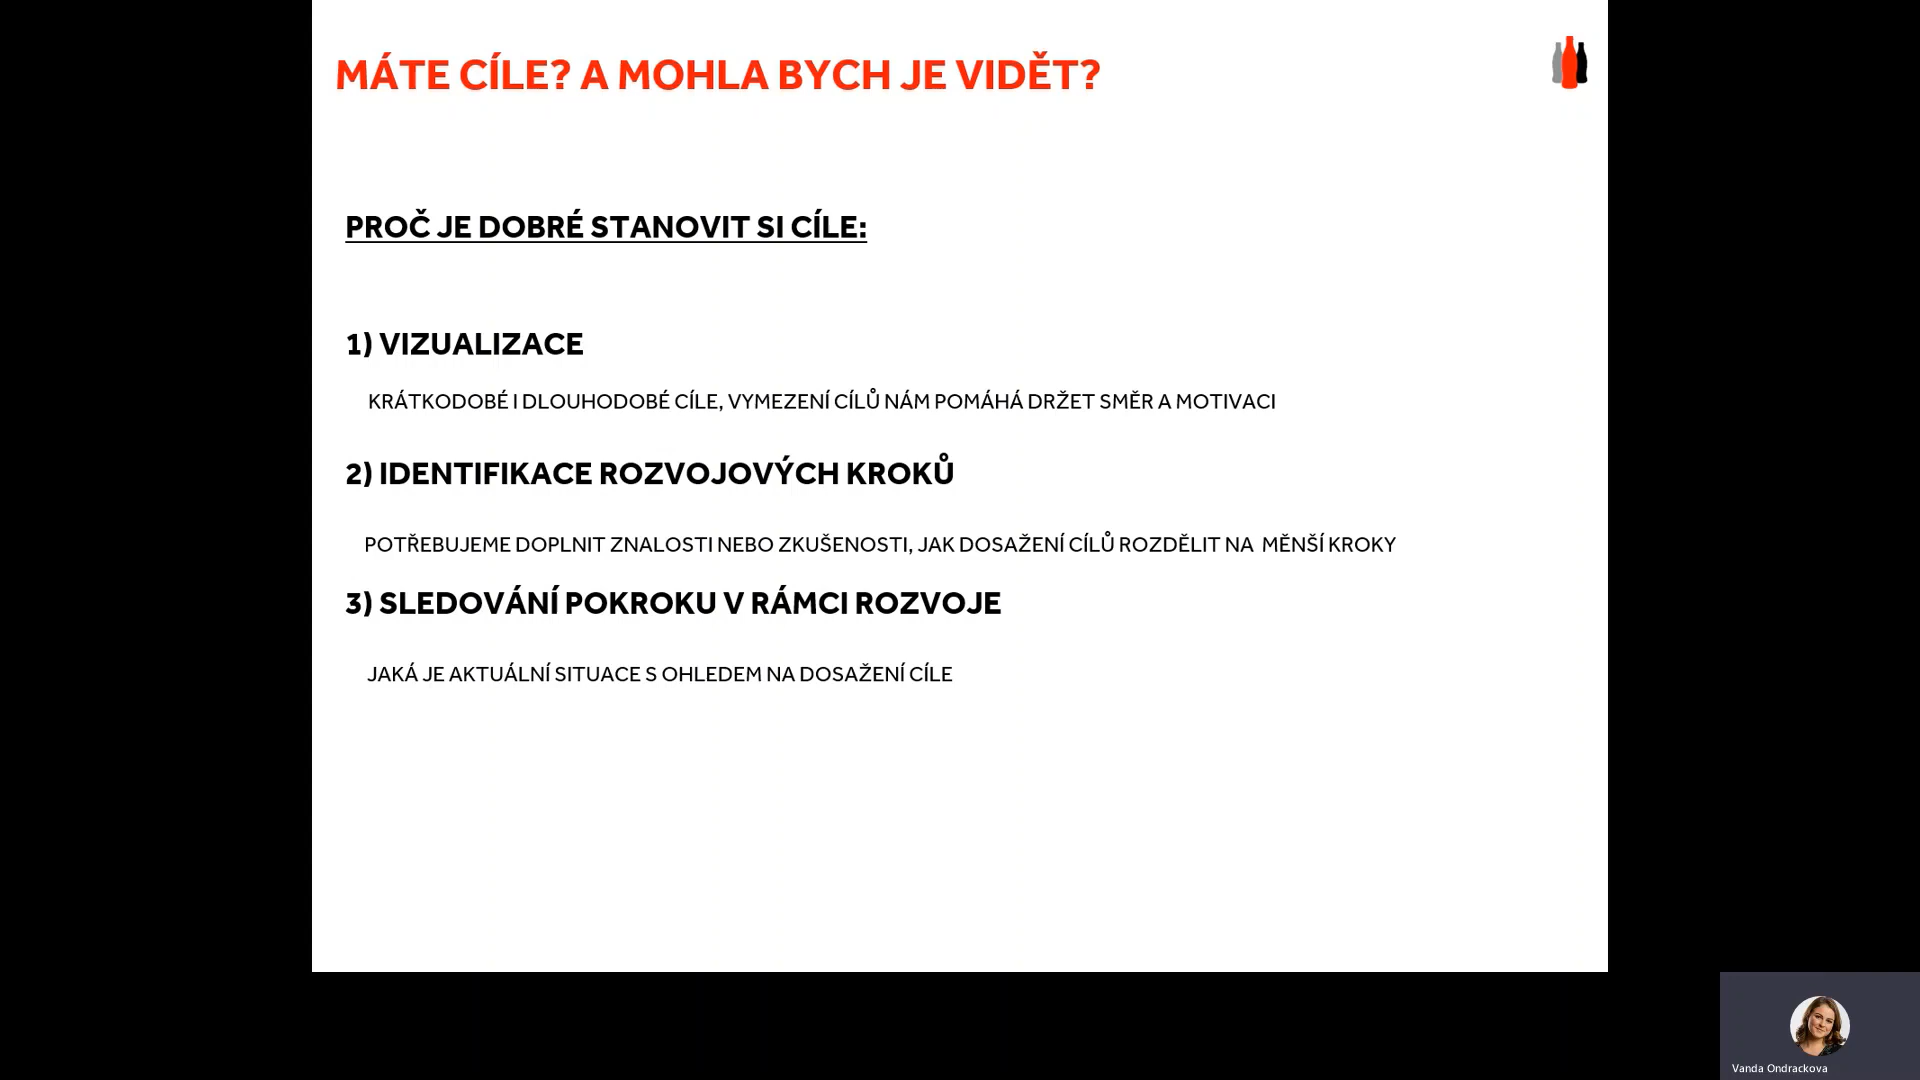 MÁTE CÍLE? A MOHLA BYCH JE VIDĚT?
PROČ JE DOBRÉ STANOVIT SI CÍLE:
1) VIZUALIZACE
KRÁTKODOBÉ I DLOUHODOBÉ CÍLE, VYMEZENÍ CÍLŮ NÁM POMÁHÁ DRŽET SMĚR A MOTIVACI
2) IDENTIFIKACE ROZVOJOVÝCH KROKŮ
POTŘEBUJEME DOPLNIT ZNALOSTI NEBO ZKUŠENOSTI, JAK DOSAŽENÍ CÍLŮ ROZDĚLIT NA MĚNŠÍ KROKY
3) SLEDOVÁNÍ POKROKU V RÁMCI ROZVOJE
JAKÁ JE AKTUÁLNÍ SITUACE S OHLEDEM NA DOSAŽENÍ CÍLE
Vanda Ondrackova